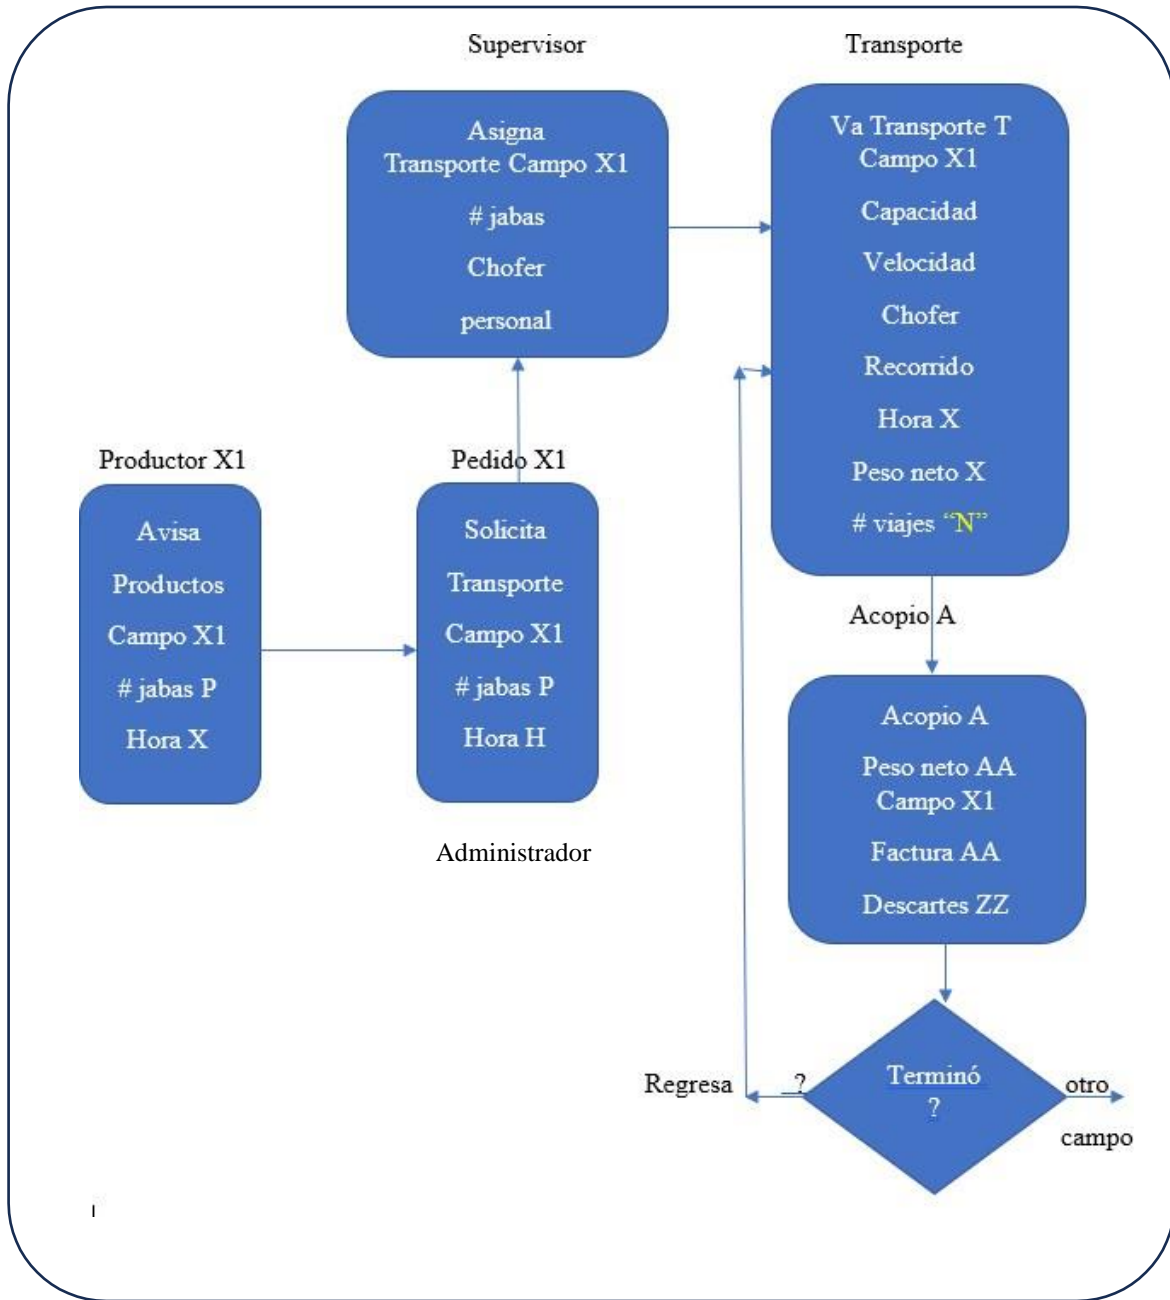 Supervisor
Transporte
Asigna
Transporte Campo X1
# jabas
Chofer
personal
Va Transporte T
Campo X1
Capacidad
Velocidad
Chofer
Recorrido
Hora X
Peso neto X
# viajes “N”
Productor X1
Avisa
Productos
Campo X1
# jabas P
Hora X
Pedido X1
Solicita
Transporte
Campo X1
# jabas P
Hora H
Administrador
Acopio A
Acopio A
Peso neto AA
Campo X1
Factura AA
Descartes ZZ
Regresa
?
Terminó
?
otro
campo